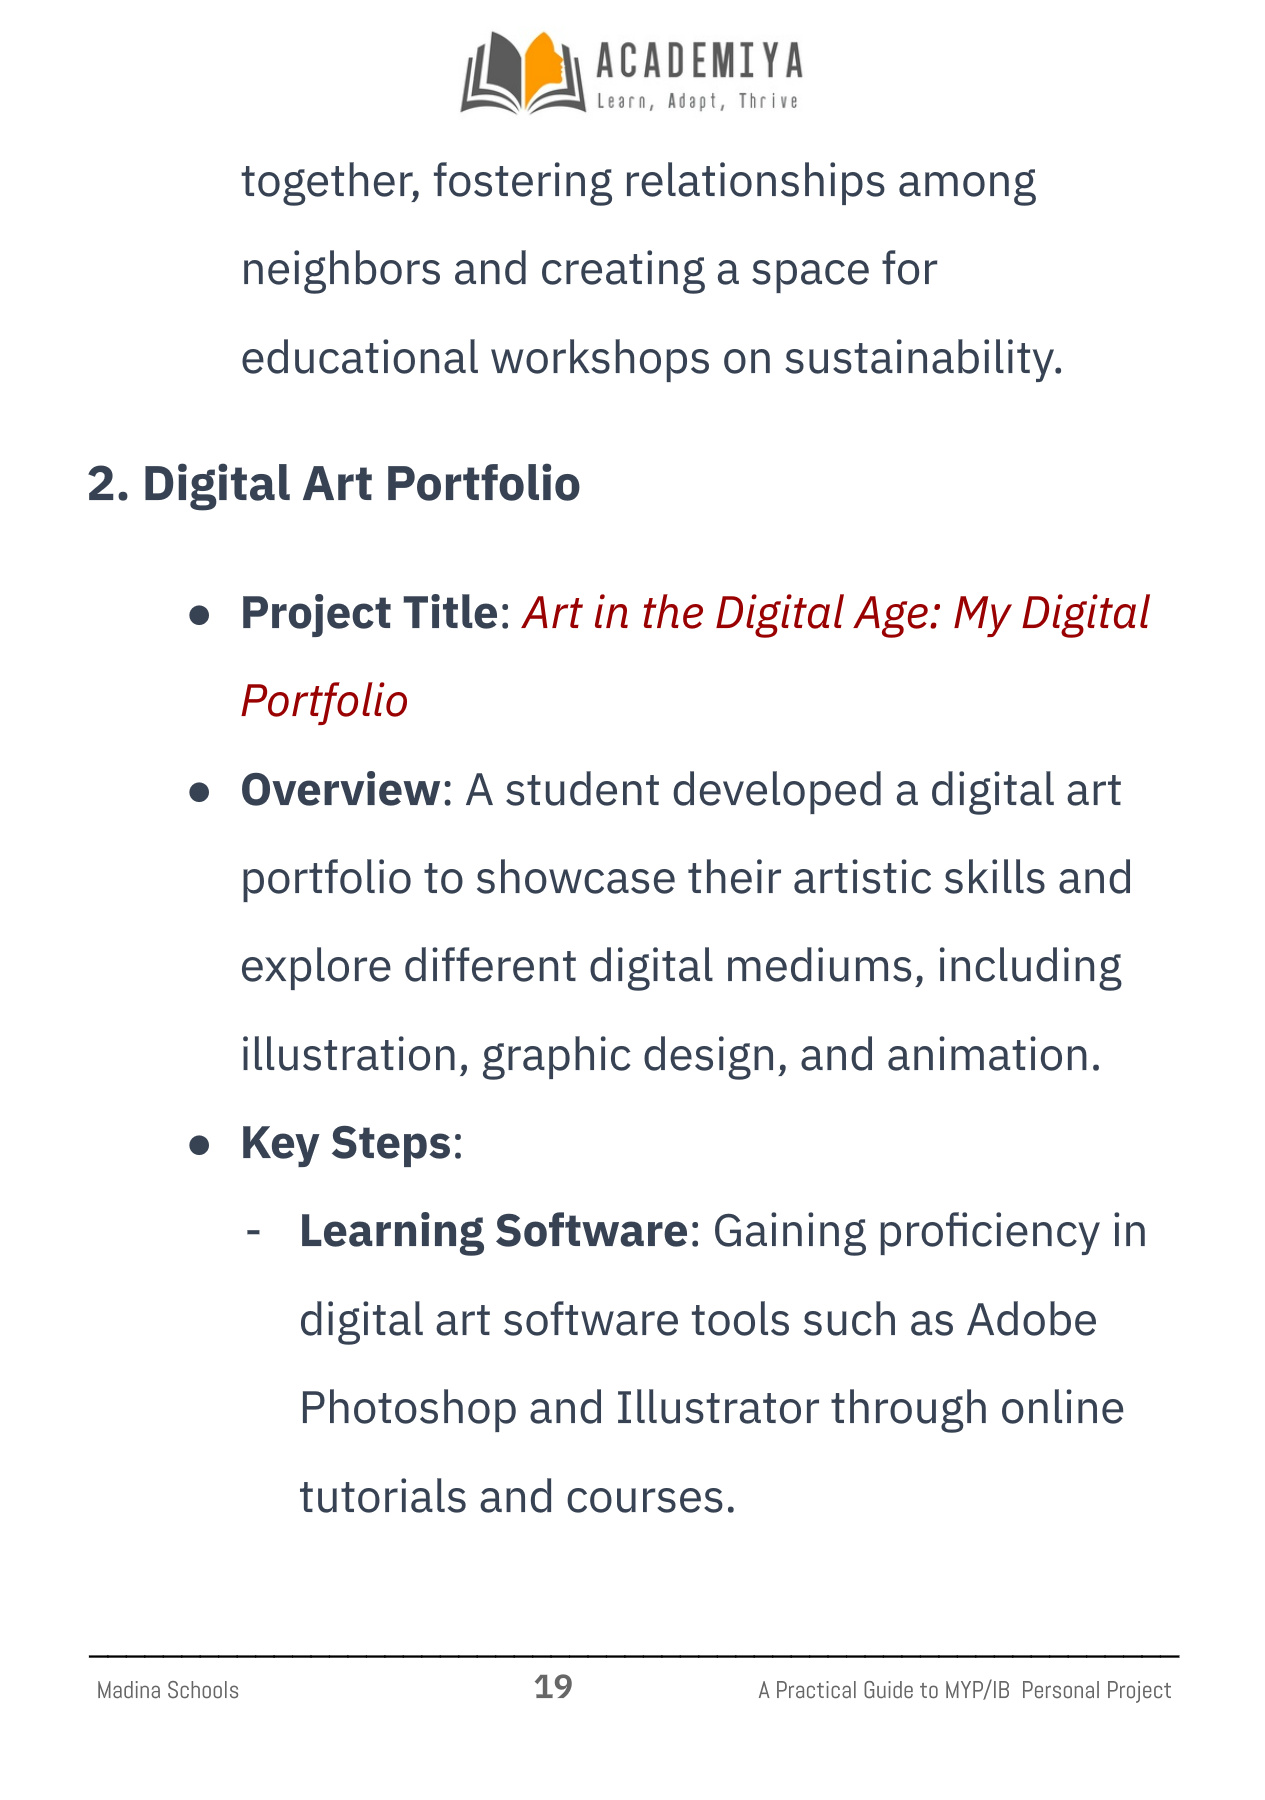 ACADEMIYA
Learn, Adapt, Thrive
together, fostering relationships among
neighbors and creating a space for
educational workshops on sustainability.
2. Digital Art Portfolio
● Project Title: Art in the Digital Age: My Digital
Portfolio
● Overview: A student developed a digital art
portfolio to showcase their artistic skills and
explore different digital mediums, including
illustration, graphic design, and animation.
● Key Steps:
- Learning Software: Gaining proficiency in
digital art software tools such as Adobe
Photoshop and Illustrator through online
tutorials and courses.
Madina Schools 19 A Practical Guide to MYP/IB Personal Project